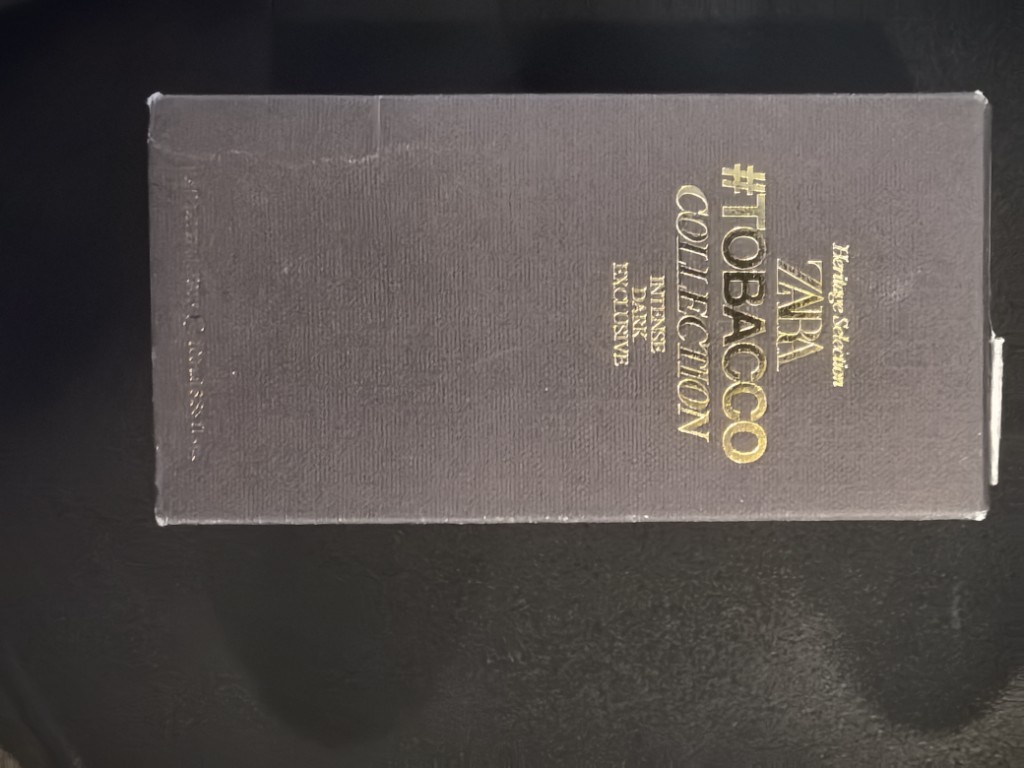 Heritage Selection
ZARA
#TOBACCO
COLLECTION
INTENSE
DARK
EXCLUSIVE